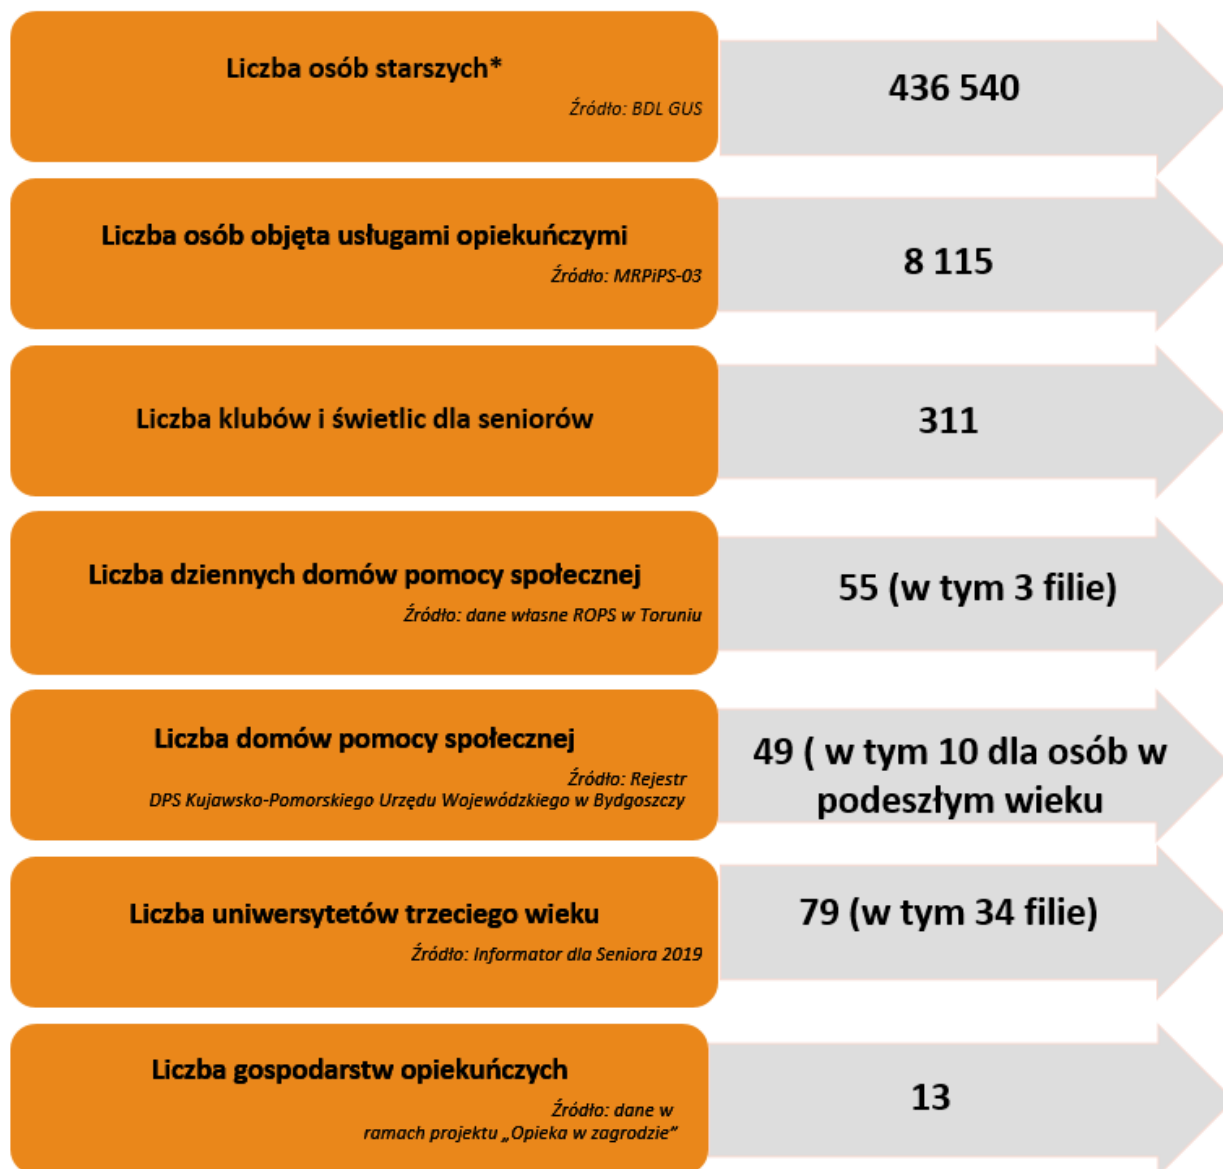 Liczba osób starszych*
Źródło: BDL GUS
436 540
Liczba osób objęta usługami opiekuńczymi
Źródło: MRPiPS-03
8 115
Liczba klubów i świetlic dla seniorów
311
Liczba dziennych domów pomocy społecznej
Źródło: dane własne ROPS w Toruniu
55 (w tym 3 filie)
Liczba domów pomocy społecznej
Źródło: Rejestr
DPS Kujawsko-Pomorskiego Urzędu Wojewódzkiego w Bydgoszczy
49 ( w tym 10 dla osób w
podeszłym wieku
Liczba uniwersytetów trzeciego wieku
Źródło: Informator dla Seniora 2019
79 (w tym 34 filie)
Liczba gospodarstw opiekuńczych
Źródło: dane w
ramach projektu „Opieka w zagrodzie”
13